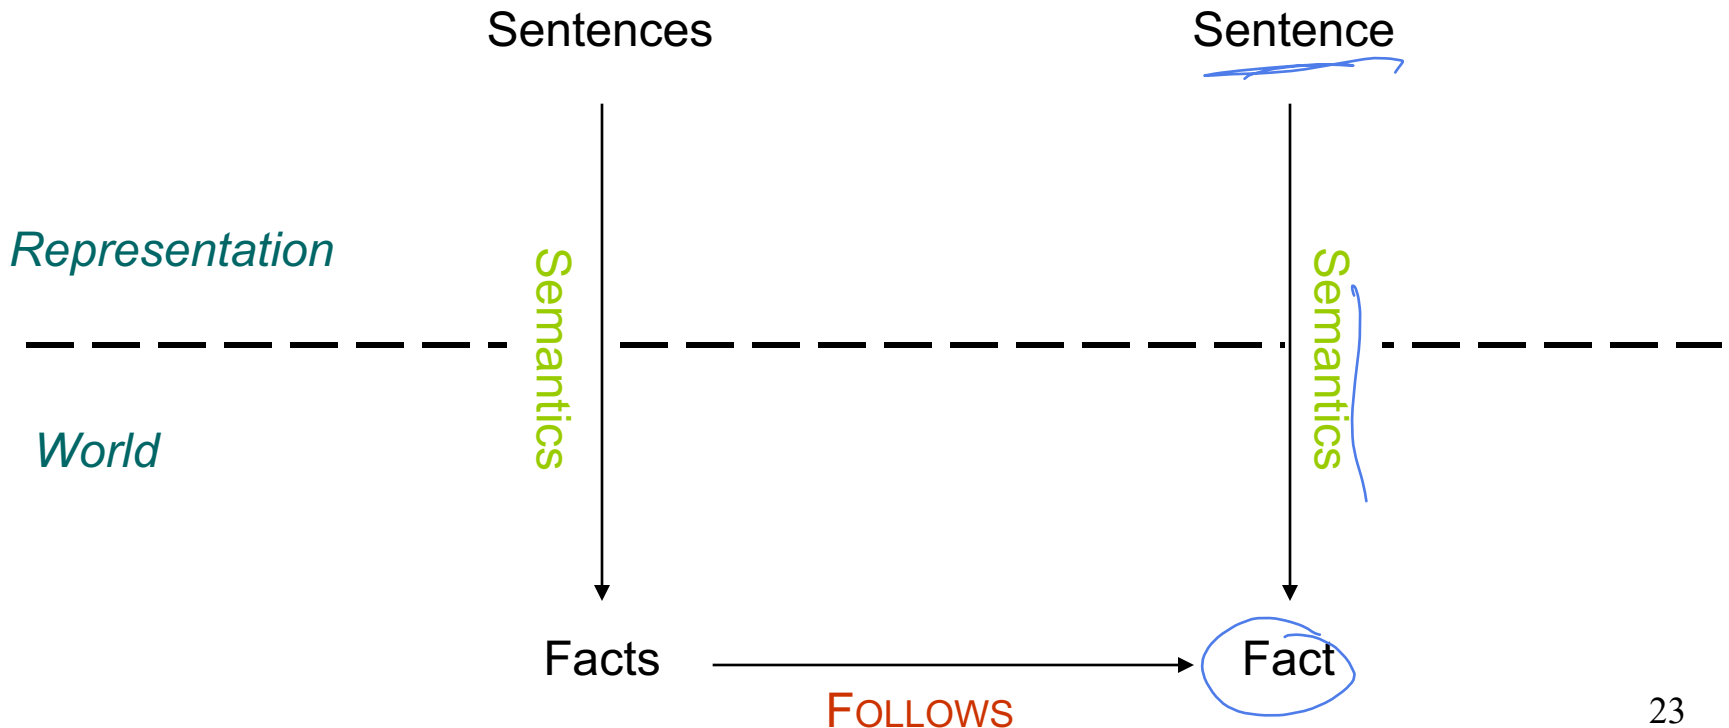 Sentences Sentence
Representation
Semantics Semantics
World
Facts Fact
FOLLOWS
23